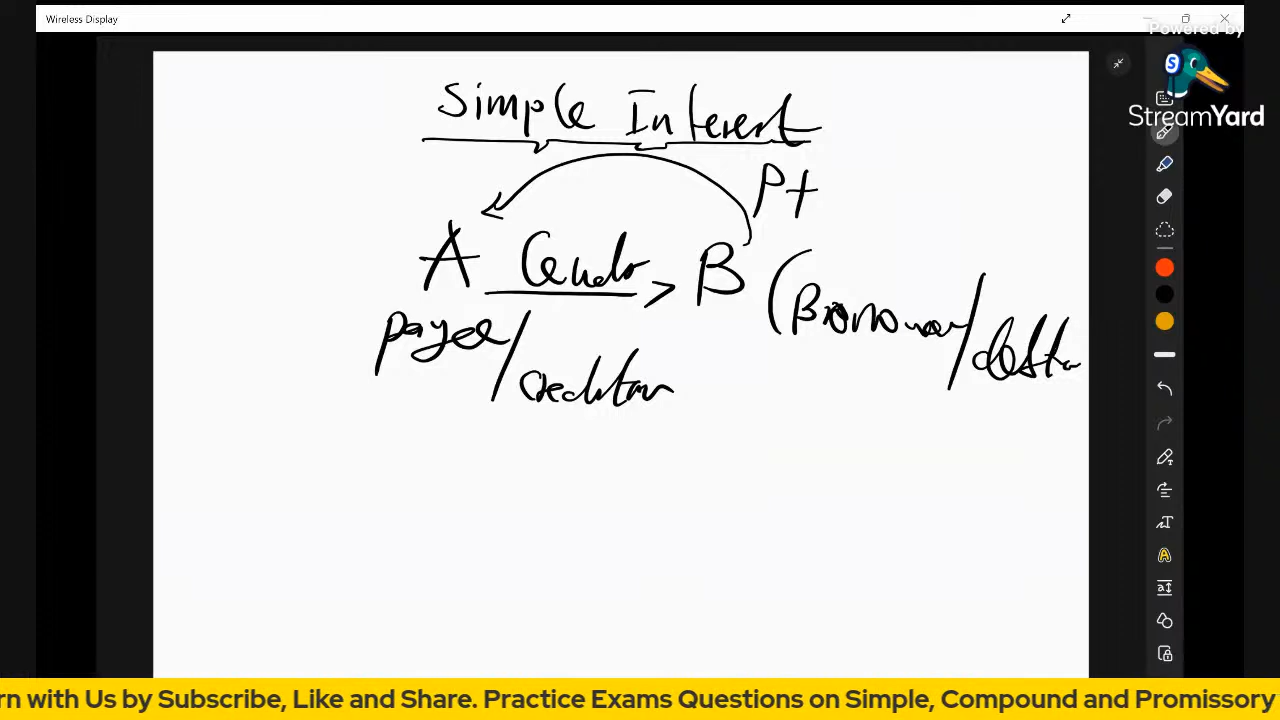 Wireless Display
Powered by
StreamYard
Simple Interest
P+
A Lends > B (Borrower/debtor
payee/creditor
rn with Us by Subscribe, Like and Share. Practice Exams Questions on Simple, Compound and Promissory